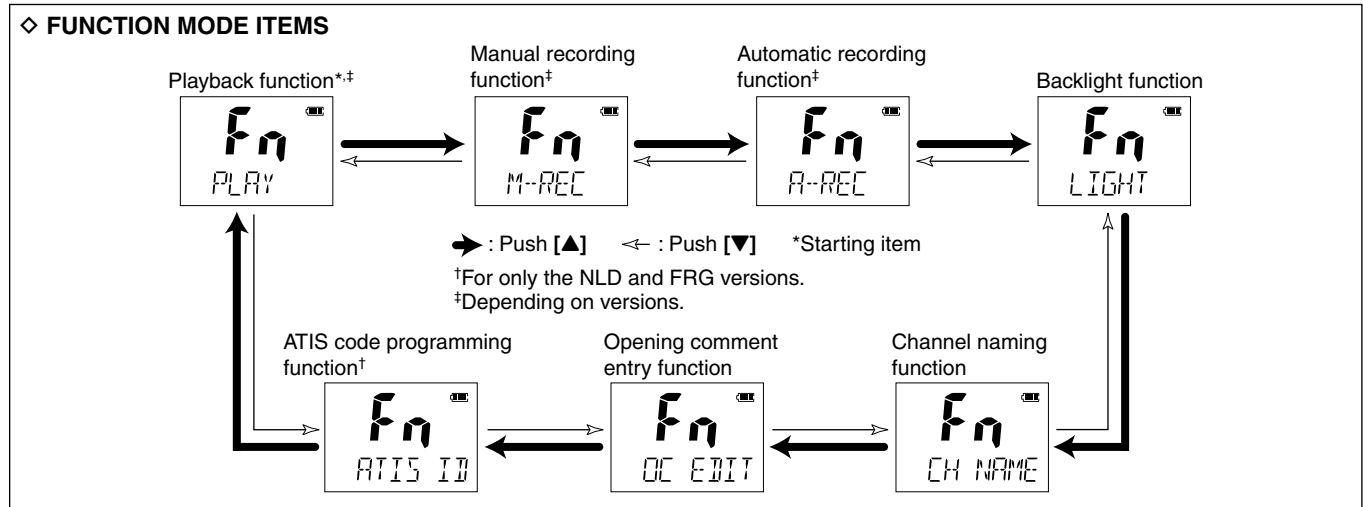 ◇ FUNCTION MODE ITEMS
Playback function*,‡
Manual recording
function‡
Automatic recording
function‡
Backlight function
Fn
PLAY
Fn
M-REC
Fn
A-REC
Fn
LIGHT
: Push [▲] : Push [▼] *Starting item
†For only the NLD and FRG versions.
‡Depending on versions.
ATIS code programming
function†
Opening comment
entry function
Channel naming
function
Fn
ATIS ID
Fn
OC EDIT
Fn
CH NAME